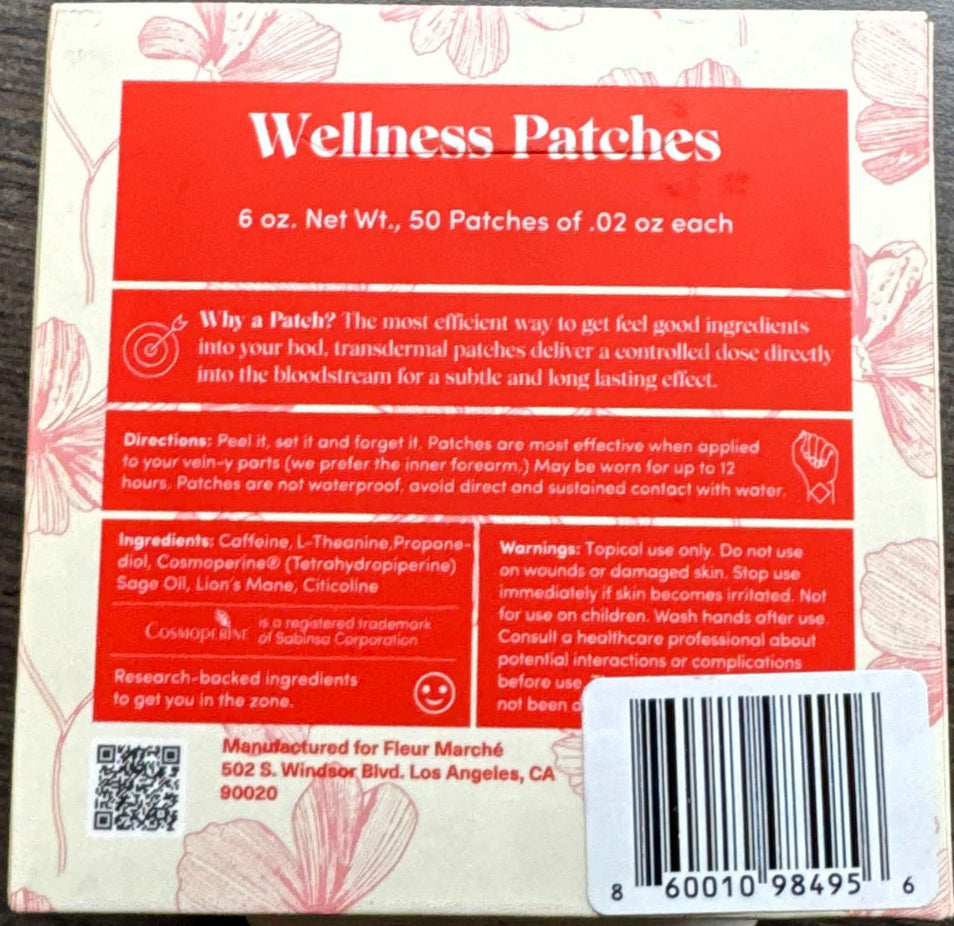 Wellness Patches
6 oz. Net Wt., 50 Patches of .02 oz each
Why a Patch? The most efficient way to get feel good ingredients
into your bod, transdermal patches deliver a controlled dose directly
into the bloodstream for a subtle and long lasting effect.
Directions: Peel it, set it and forget it. Patches are most effective when applied
to your vein-y parts (we prefer the inner forearm.) May be worn for up to 12
hours. Patches are not waterproof, avoid direct and sustained contact with water.
Ingredients: Caffeine, L-Theanine,Propane-
diol, Cosmoperine® (Tetrahydropiperine)
Sage Oil, Lion's Mane, Citicoline
COSMOPERINE
is a registered trademark
of Sabinsa Corporation
Research-backed ingredients
to get you in the zone.
Warnings: Topical use only. Do not use
on wounds or damaged skin. Stop use
immediately if skin becomes irritated. Not
for use on children. Wash hands after use.
Consult a healthcare professional about
potential interactions or complications
before use.
not been
Manufactured for Fleur Marché
502 S. Windsor Blvd. Los Angeles, CA
90020
8 60010 98495 6